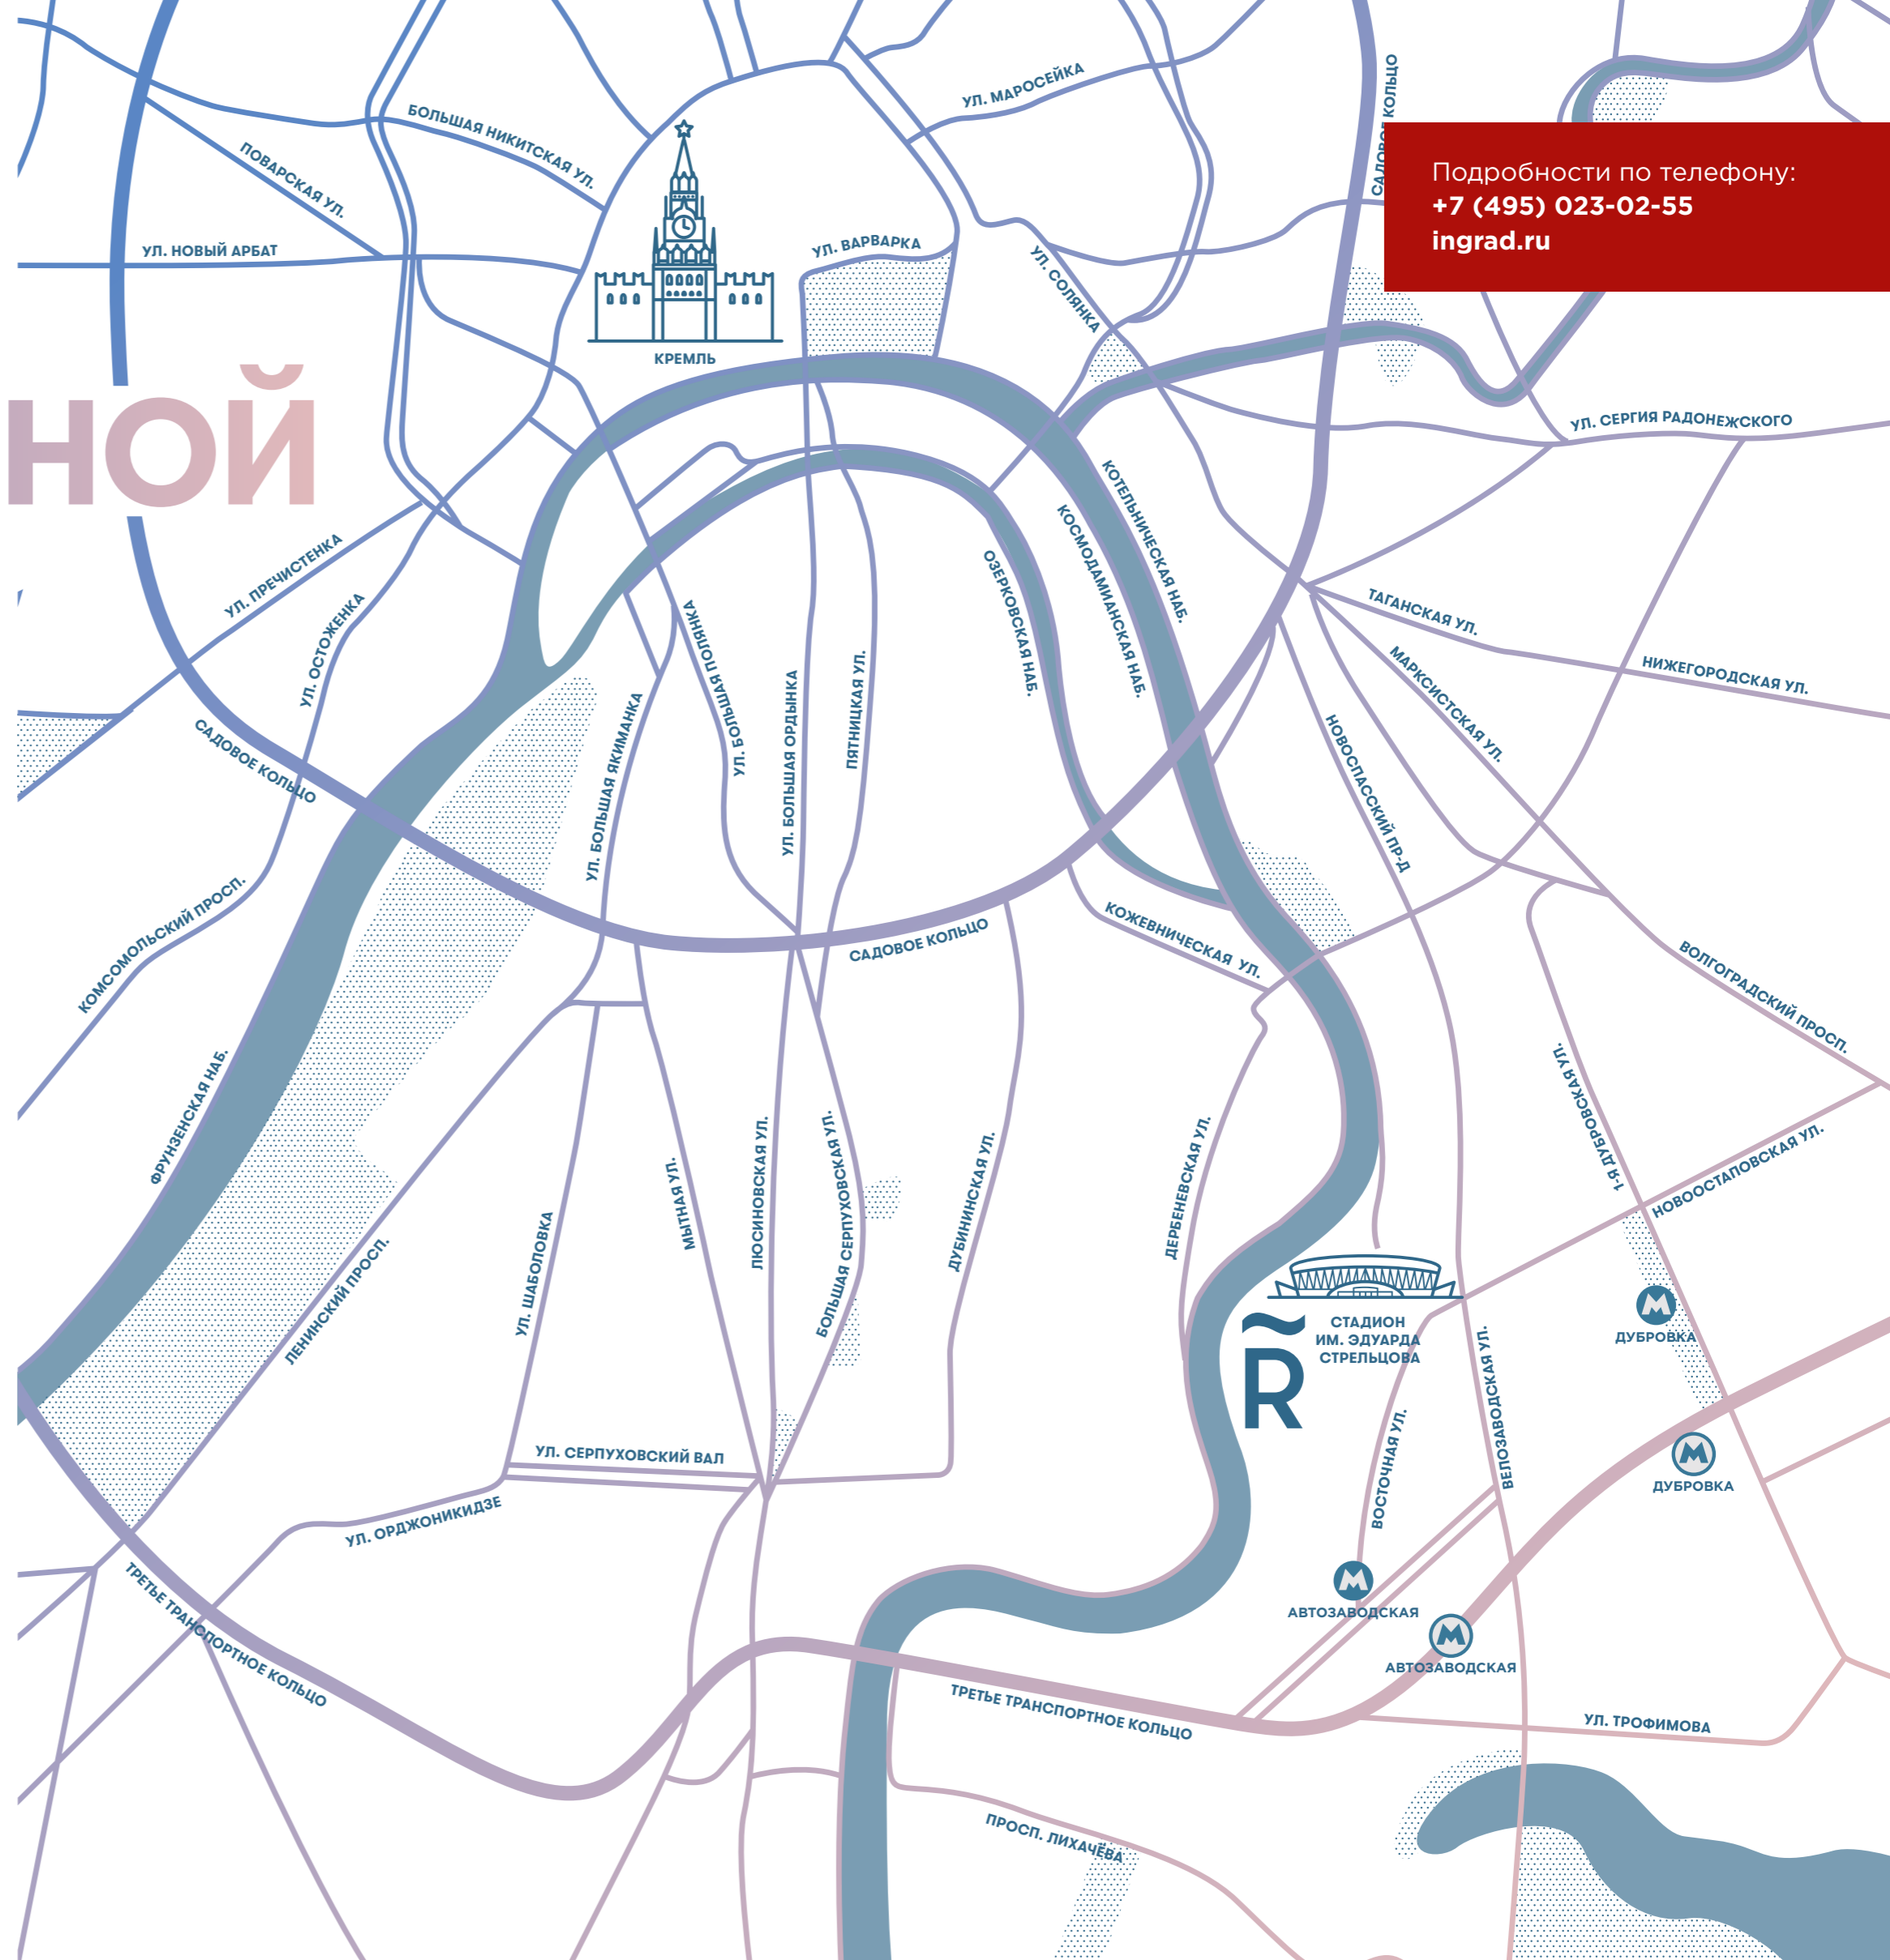 УЛ. МАРОСЕЙКА
САДОВОЕ КОЛЬЦО
БОЛЬШАЯ НИКИТСКАЯ УЛ.
ПОВАРСКАЯ УЛ.
Подробности по телефону:
+7 (495) 023-02-55
ingrad.ru
УЛ. НОВЫЙ АРБАТ
УЛ. ВАРВАРКА
УЛ. СОЛЯНКА
КРЕМЛЬ
НОЙ
УЛ. СЕРГИЯ РАДОНЕЖСКОГО
КОТЕЛЬНИЧЕСКАЯ НАБ.
КОСМОДАМИАНСКАЯ НАБ.
ОЗЕРКОВСКАЯ НАБ.
УЛ. ПРЕЧИСТЕНКА
УЛ. ОСТОЖЕНКА
ТАГАНСКАЯ УЛ.
УЛ. БОЛЬШАЯ ПОЛЯНКА
МАРКСИСТСКАЯ УЛ.
НИЖЕГОРОДСКАЯ УЛ.
УЛ. БОЛЬШАЯ ЯКИМАНКА
УЛ. БОЛЬШАЯ ОРДЫНКА
ПЯТНИЦКАЯ УЛ.
САДОВОЕ КОЛЬЦО
НОВОСПАССКИЙ ПР-Д
КОМСОМОЛЬСКИЙ ПРОСП.
САДОВОЕ КОЛЬЦО
КОЖЕВНИЧЕСКАЯ УЛ.
ВОЛГОГРАДСКИЙ ПРОСП.
ФРУНЗЕНСКАЯ НАБ.
1-Я ДУБРОВСКАЯ УЛ.
НОВООСТАПОВСКАЯ УЛ.
ЛЕНИНСКИЙ ПРОСП.
УЛ. ШАБОЛОВКА
МЫТНАЯ УЛ.
ЛЮСИНОВСКАЯ УЛ.
БОЛЬШАЯ СЕРПУХОВСКАЯ УЛ.
ДУБИНИНСКАЯ УЛ.
ДЕРБЕНЕВСКАЯ УЛ.
СТАДИОН
ИМ. ЭДУАРДА
СТРЕЛЬЦОВА
R
ДУБРОВКА
ВОСТОЧНАЯ УЛ.
ВЕЛОЗАВОДСКАЯ УЛ.
УЛ. СЕРПУХОВСКИЙ ВАЛ
ДУБРОВКА
УЛ. ОРДЖОНИКИДЗЕ
ТРЕТЬЕ ТРАНСПОРТНОЕ КОЛЬЦО
АВТОЗАВОДСКАЯ
АВТОЗАВОДСКАЯ
ТРЕТЬЕ ТРАНСПОРТНОЕ КОЛЬЦО
УЛ. ТРОФИМОВА
ПРОСП. ЛИХАЧЁВА